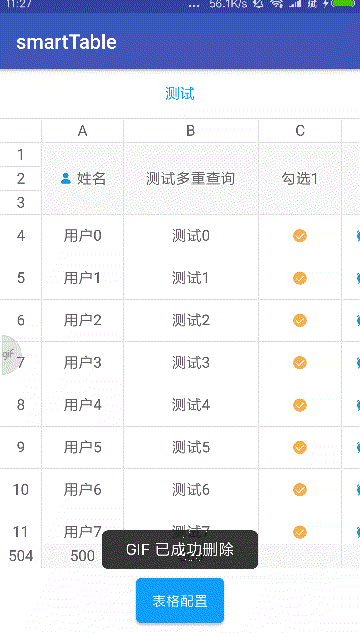 11:27 ... 56.1K/s
smartTable
测试
A B C
1
2 姓名 测试多重查询 勾选1
3
4 用户0 测试0
5 用户1 测试1
6 用户2 测试2
gif
7 用户3 测试3
8 用户4 测试4
9 用户5 测试5
10 用户6 测试6
11 用户7 测试7
504 500
GIF 已成功删除
表格配置